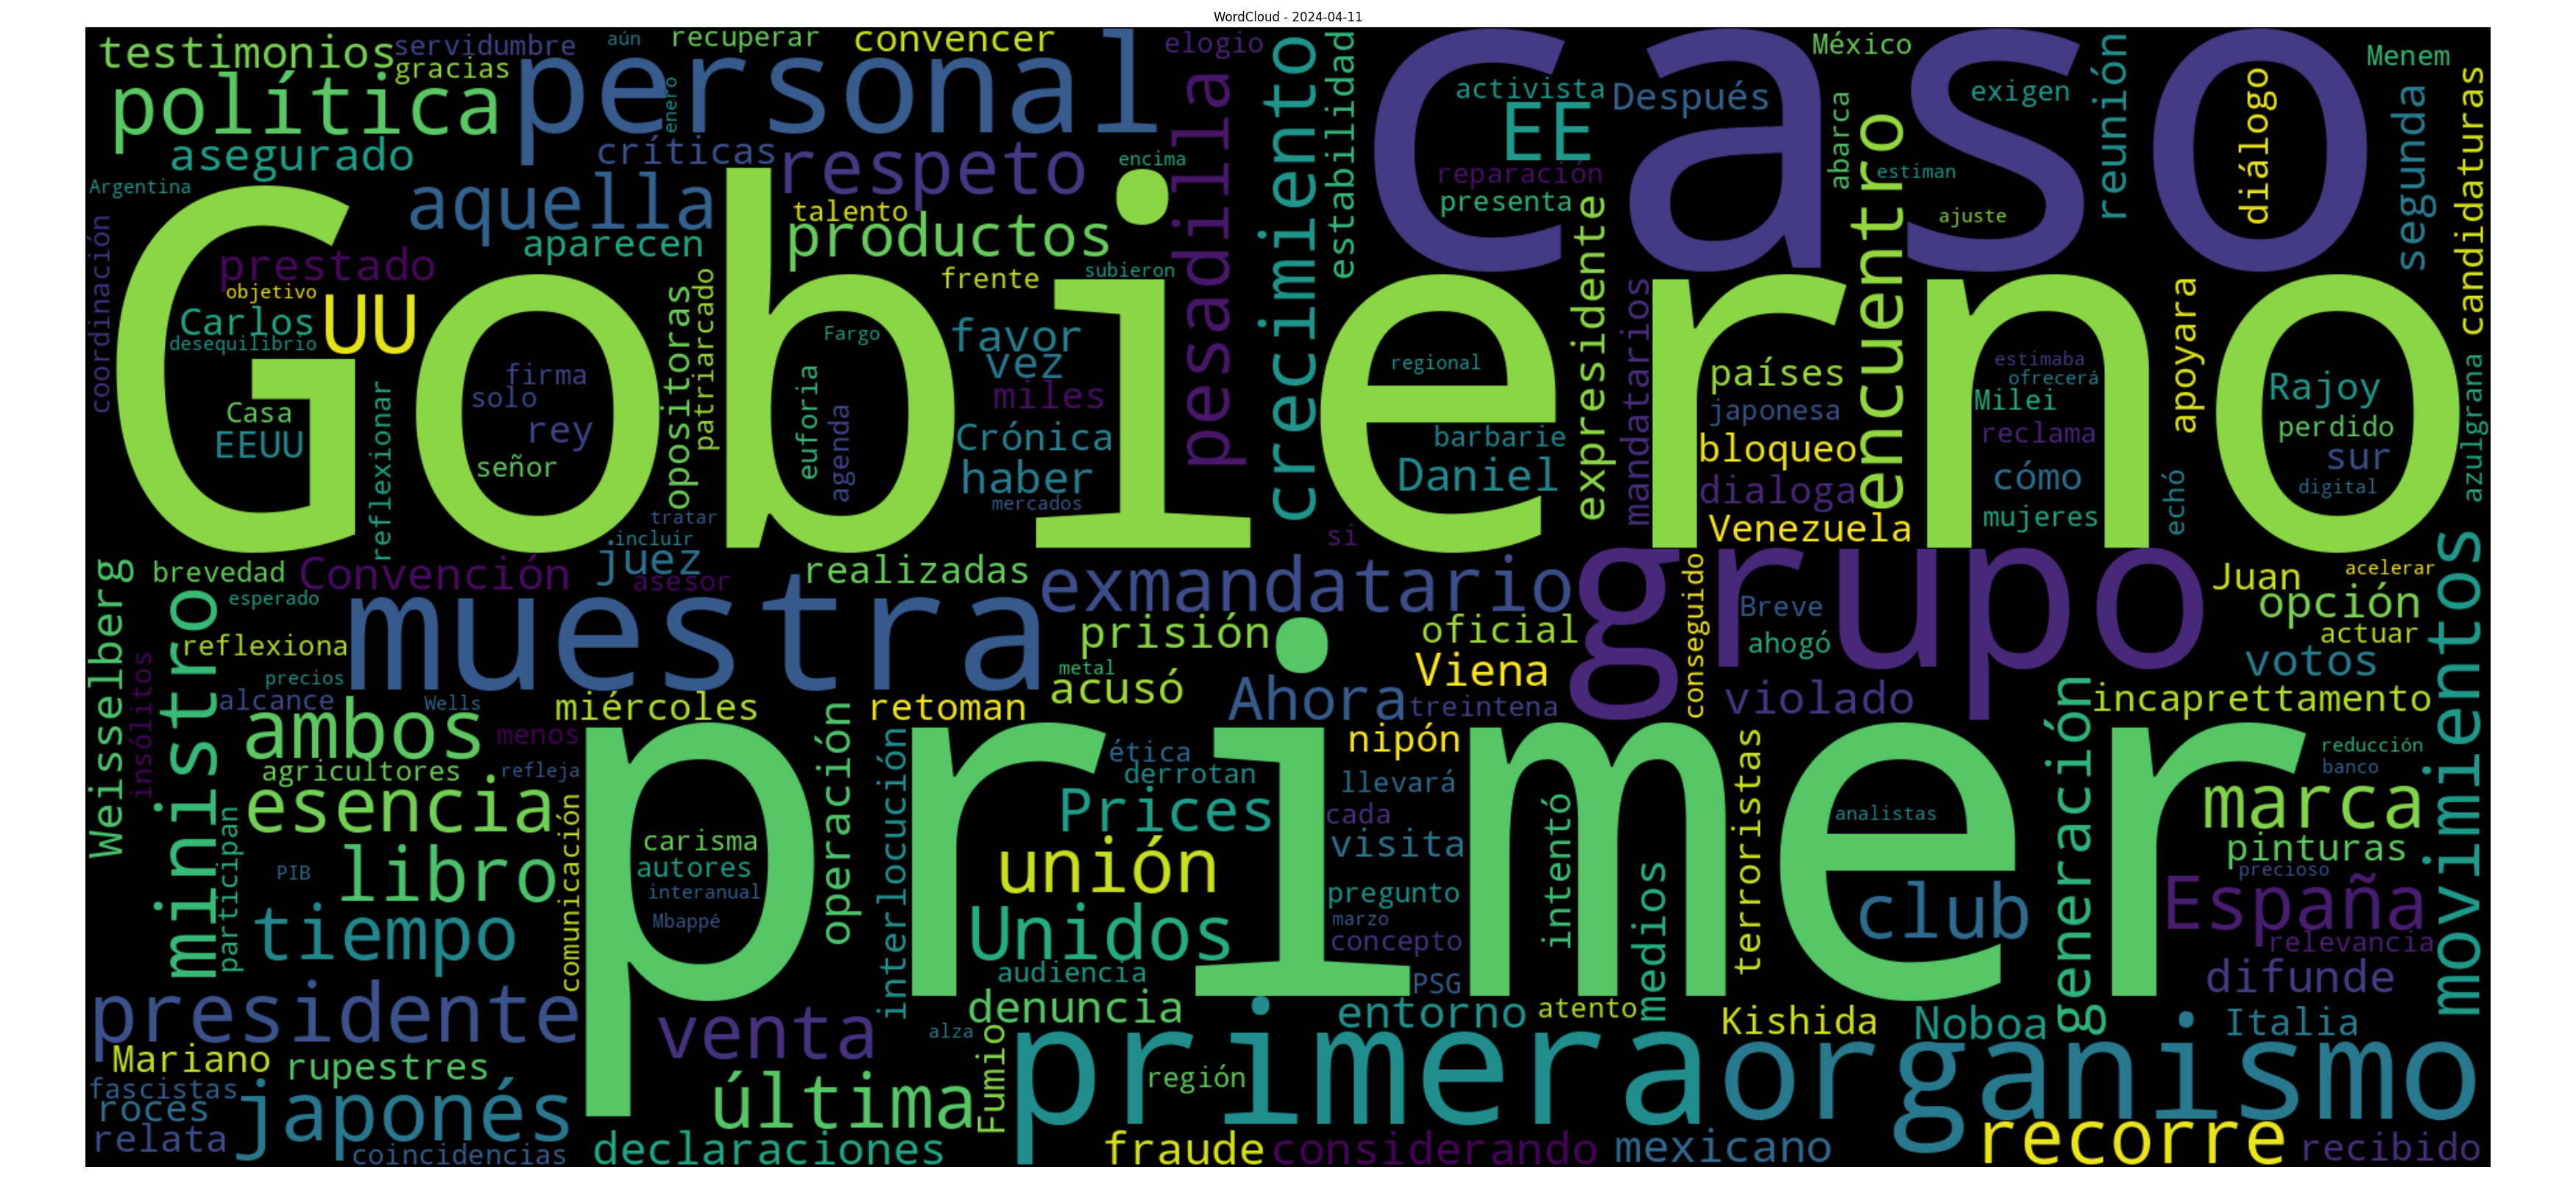 WordCloud - 2024-04-11
testimonios
servidumbre
aún
recuperar
convencer
elogio
México
Menem
gracias
política
personal
enero
críticas
asegurado
respeto
encima
pesadilla
crecimiento
estabilidad
caso
activista
EE
Después
reparación
presenta
abarca
encuentro
estiman
ajuste
exigen
reunión
diálogo
segunda
candidaturas
Argentina
aquella
talento
productos
aparecen
coordinación
prestado
objetivo
Carlos
UU
desequilibrio
opositoras
patriarcado
frente
subieron
Gobierno
Casa
EEUU
reflexionar
firma
solo
rey
señor
Fargo
euforia
agenda
favor
vez
miles
Crónica
haber
mercados
tratar
incluir
regional
barbarie
Daniel
expresidente
mandatarios
países
japonesa
bloqueo
dialoga
Venezuela
estimaba
ofrecerá
Milei
reclama
cómo
mujeres
apoyara
echó
Rajoy
perdido
sur
digital
azulgrana
si
Weisselberg
brevedad
Convención
juez
asesor
realizadas
exmandatario
grupo
conseguido
Breve
ahogó
Juan
acelerar
opción
actuar
votos
movimientos
esperado
ministro
muestra
prisión
oficial
reflexiona
insólitos
precios
alcance
Wells
metal
acusó
Viena
Ahora
treintena
violado
incaprettamento
ambos
miércoles
retoman
menos
agricultores
refleja
esencia
operación
interlocución
ética
derrotan
nipón
Prices
llevará
cada
visita
terroristas
generación
reducción
banco
marca
participan
PIB
libro
comunicación
primer
carisma
autores
interanual
Mbappé
unión
pregunto
marzo
concepto
intentó
medios
analistas
club
pinturas
precioso
España
relevancia
tiempo
Unidos
audiencia
PSG
difunde
presidente
venta
alza
denuncia
entorno
atento
Kishida
Noboa
Italia
Mariano
rupestres
última
Fumio
primera
región
organismo
fascistas
roces
japonés
relata
coincidencias
declaraciones
fraude
considerando
mexicano
recorre
recibido